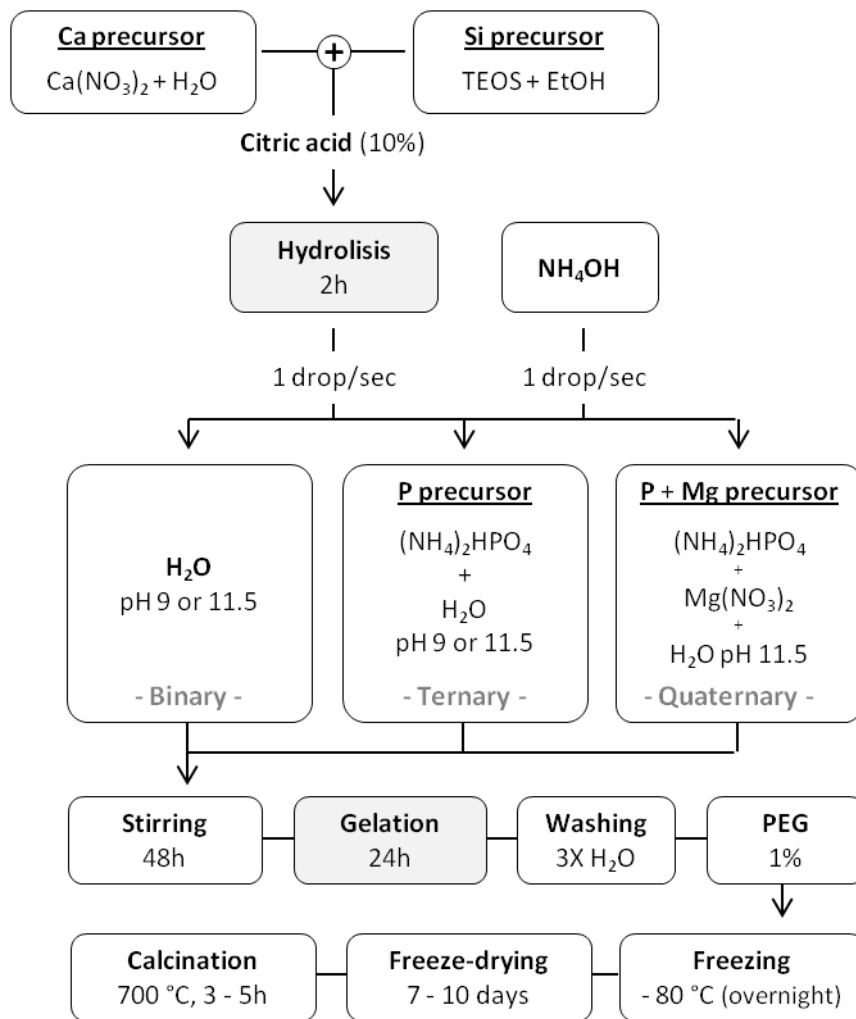 Ca precursor
Ca(NO₃)₂ + H₂O
+
Si precursor
TEOS + EtOH
Citric acid (10%)
Hydrolisis
2h
NH₄OH
1 drop/sec
1 drop/sec
H₂O
pH 9 or 11.5
- Binary -
P precursor
(NH₄)₂HPO₄
+
H₂O
pH 9 or 11.5
- Ternary -
P + Mg precursor
(NH₄)₂HPO₄
+
Mg(NO₃)₂
+
H₂O pH 11.5
- Quaternary -
Stirring
48h
Gelation
24h
Washing
3X H₂O
PEG
1%
Calcination
700 °C, 3 - 5h
Freeze-drying
7 - 10 days
Freezing
- 80 °C (overnight)